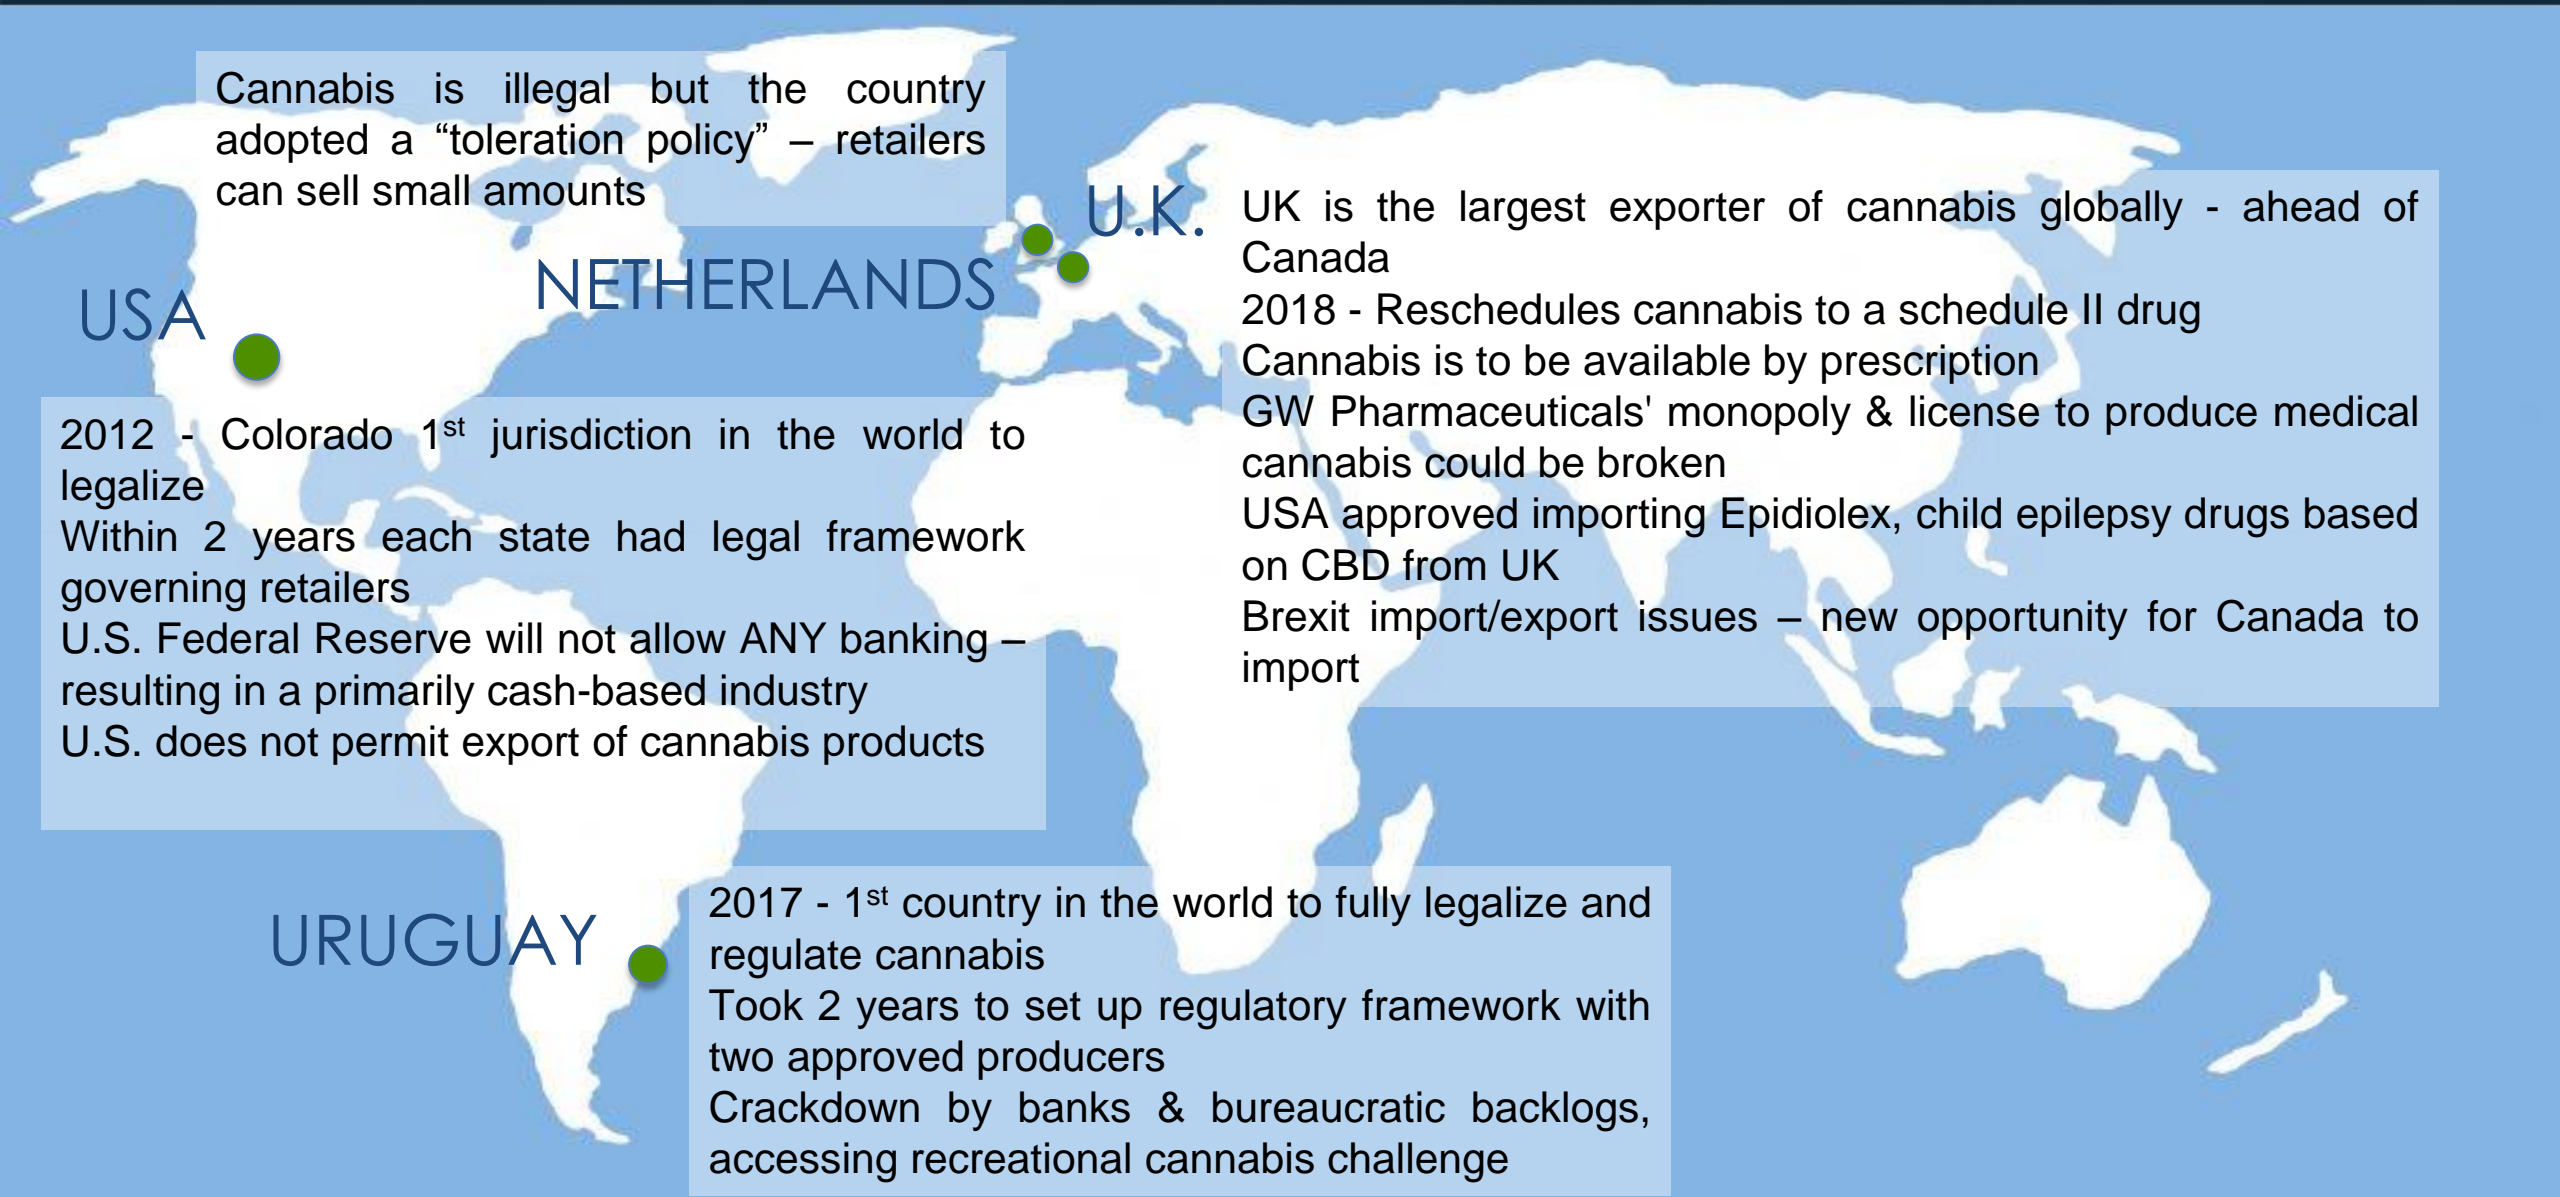 Cannabis is illegal but the country
adopted a “toleration policy” – retailers
can sell small amounts
NETHERLANDS
U.K.
UK is the largest exporter of cannabis globally - ahead of
Canada
2018 - Reschedules cannabis to a schedule II drug
Cannabis is to be available by prescription
GW Pharmaceuticals' monopoly & license to produce medical
cannabis could be broken
USA approved importing Epidiolex, child epilepsy drugs based
on CBD from UK
Brexit import/export issues – new opportunity for Canada to
import
USA
2012 - Colorado 1st jurisdiction in the world to
legalize
Within 2 years each state had legal framework
governing retailers
U.S. Federal Reserve will not allow ANY banking –
resulting in a primarily cash-based industry
U.S. does not permit export of cannabis products
URUGUAY
2017 - 1st country in the world to fully legalize and
regulate cannabis
Took 2 years to set up regulatory framework with
two approved producers
Crackdown by banks & bureaucratic backlogs,
accessing recreational cannabis challenge